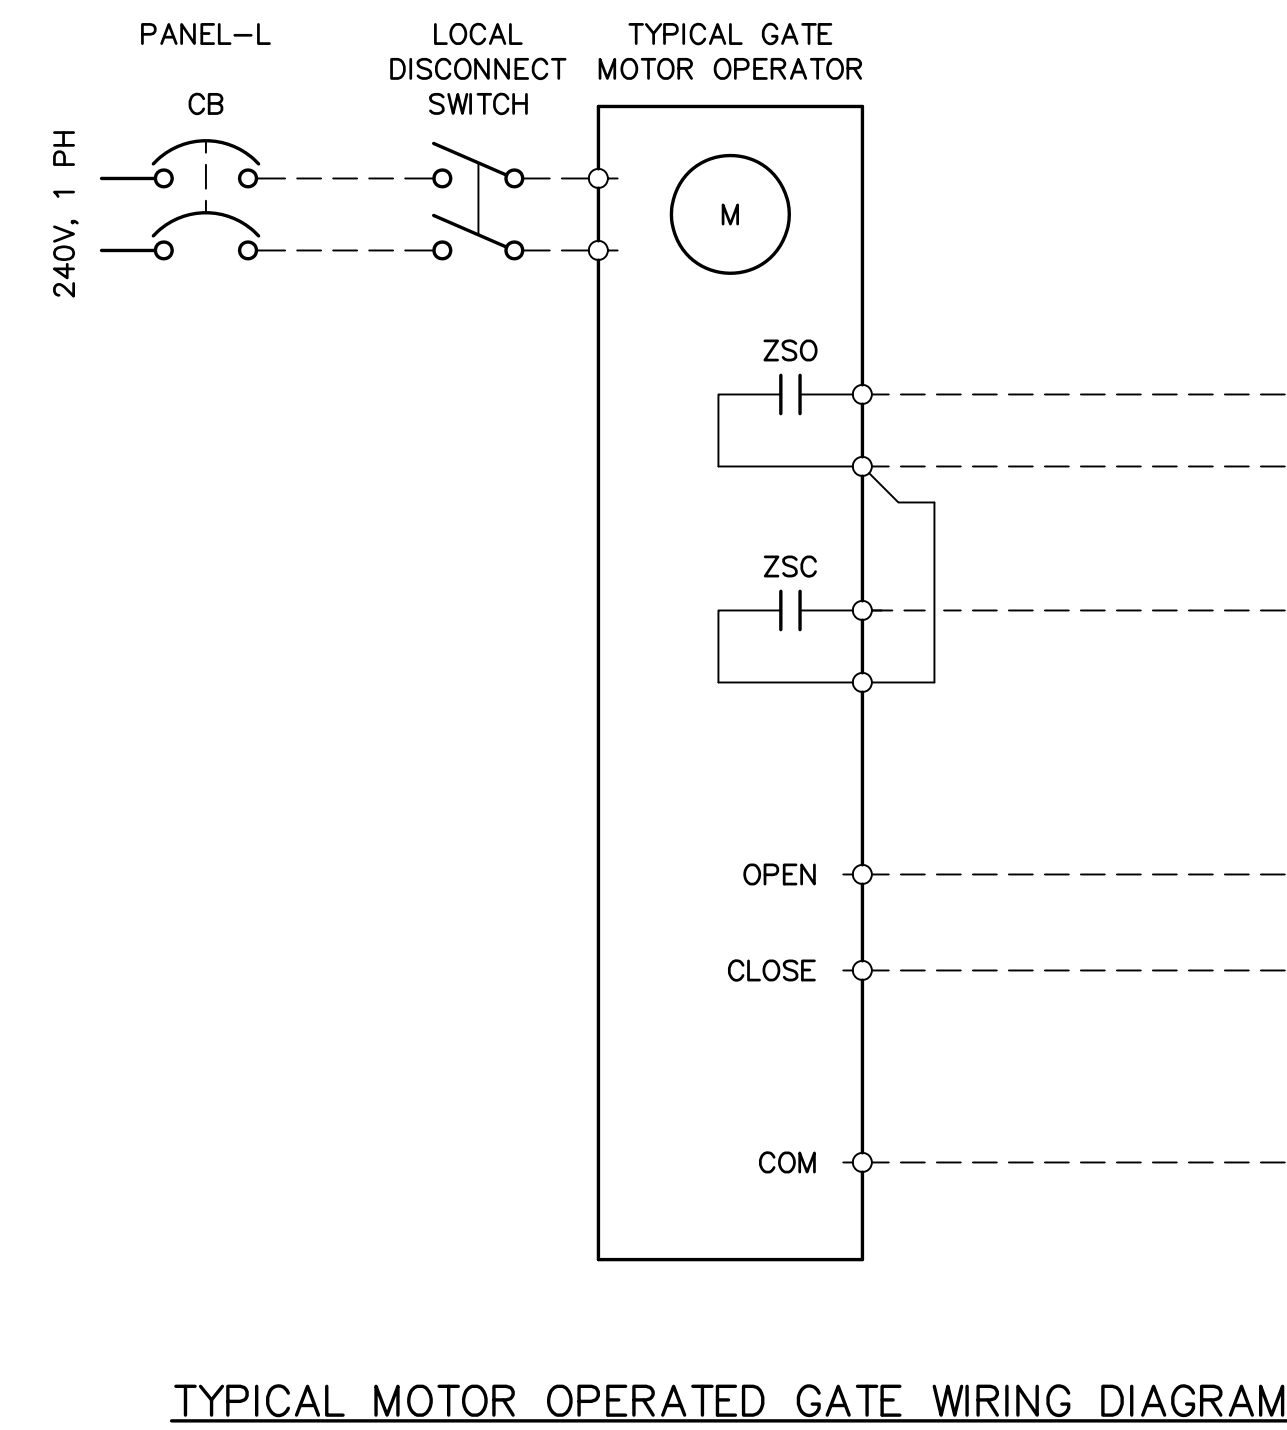 PANEL-L
CB
240V, 1 PH
LOCAL
DISCONNECT
SWITCH
TYPICAL GATE
MOTOR OPERATOR
M
ZSO
ZSC
OPEN
CLOSE
COM
TYPICAL MOTOR OPERATED GATE WIRING DIAGRAM